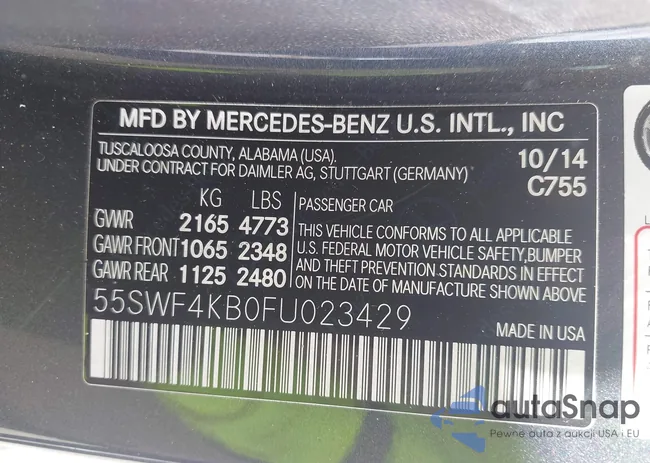 MFD BY MERCEDES-BENZ U.S. INTL., INC
TUSCALOOSA COUNTY, ALABAMA (USA).
UNDER CONTRACT FOR DAIMLER AG, STUTTGART (GERMANY)
10/14
C755
KG LBS
GVWR 2165 4773
GAWR FRONT 1065 2348
GAWR REAR 1125 2480
PASSENGER CAR
THIS VEHICLE CONFORMS TO ALL APPLICABLE
U.S. FEDERAL MOTOR VEHICLE SAFETY,BUMPER
AND THEFT PREVENTION STANDARDS IN EFFECT
ON THE DATE OF MANUFACTURE SHOWN ABOVE.
55SWF4KB0FU023429
MADE IN USA
autoSnap
Pewne auta z aukcji USA i EU